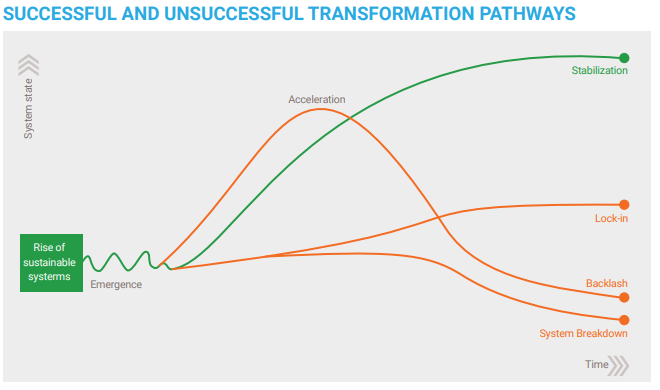 SUCCESSFUL AND UNSUCCESSFUL TRANSFORMATION PATHWAYS
System state
Acceleration
Stabilization
Lock-in
Rise of
sustainable
systems
Emergence
Backlash
System Breakdown
Time